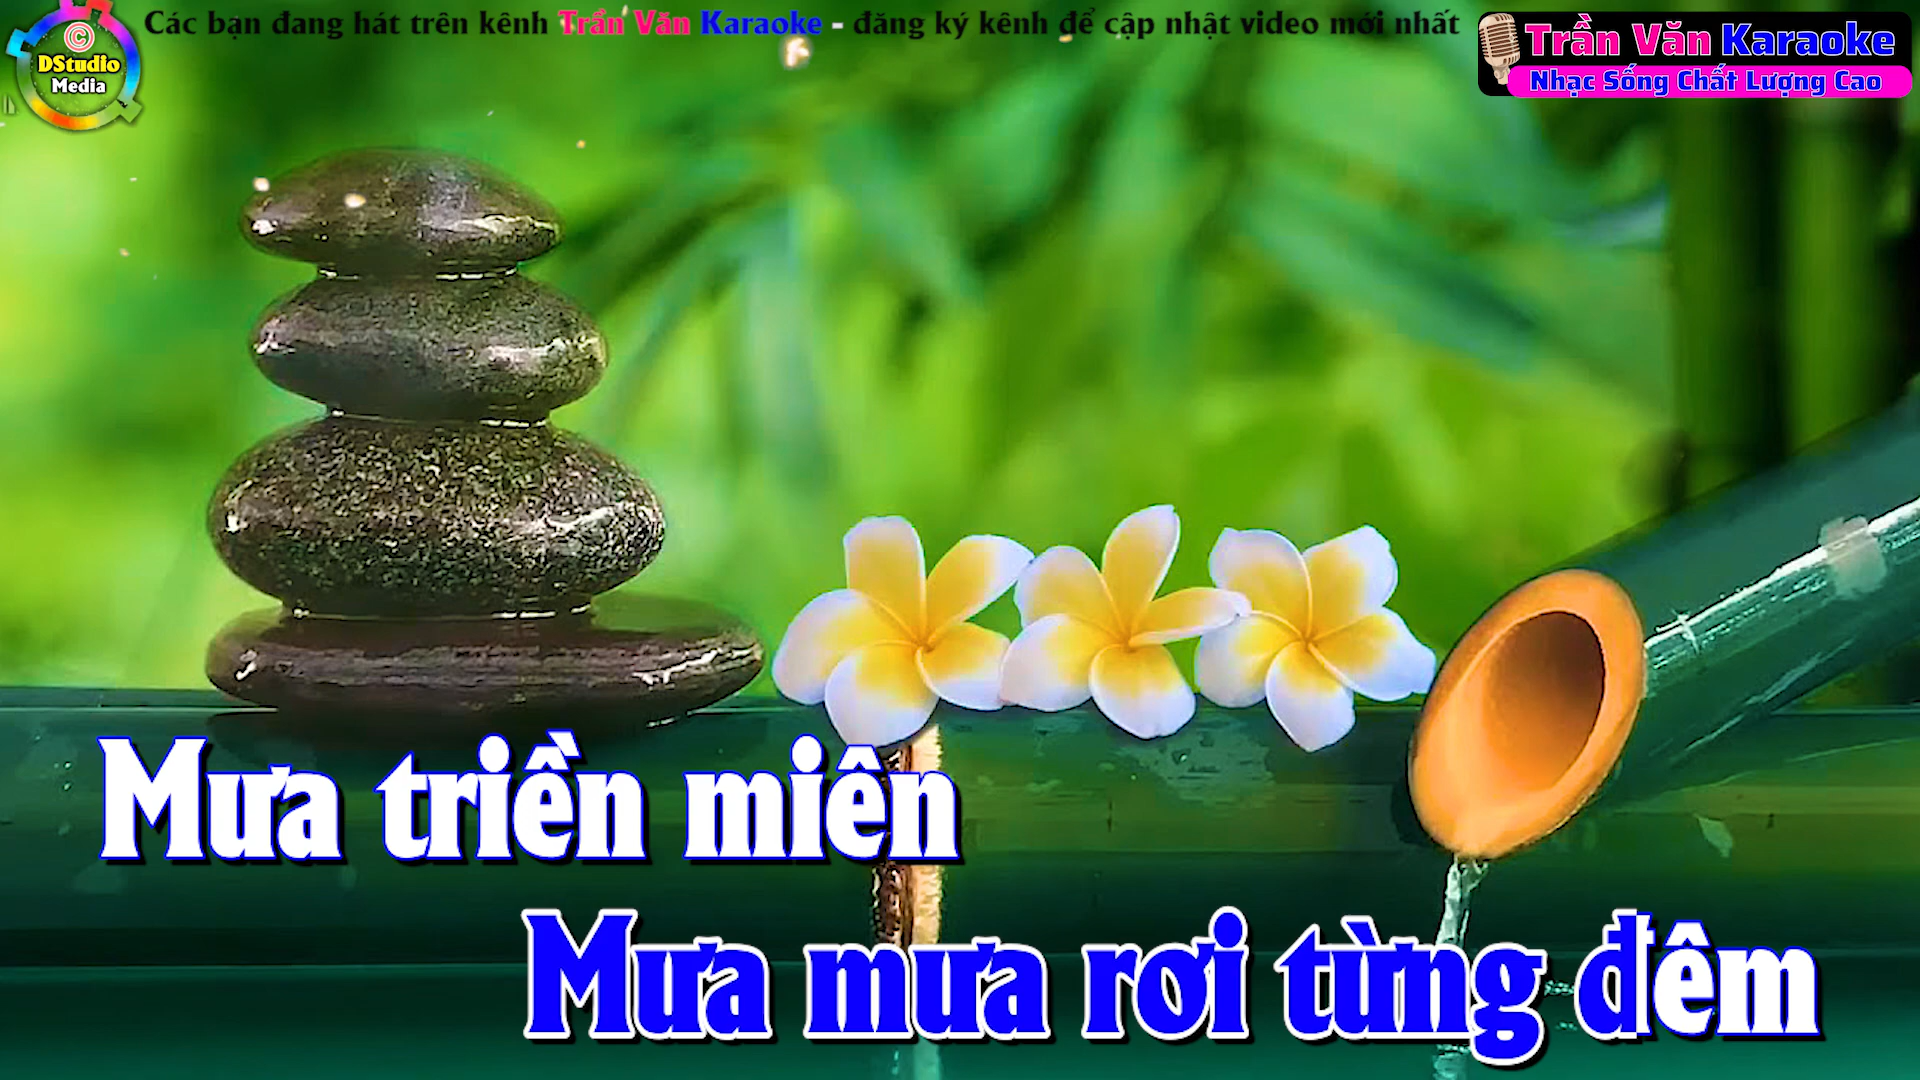 Các bạn đang hát trên kênh Trần Văn Karaoke - đăng ký kênh để cập nhật video mới nhất
©
DStudio
Media
Trần Văn Karaoke
Nhạc Sống Chất Lượng Cao
Mưa triền miên
Mưa mưa rơi từng đêm